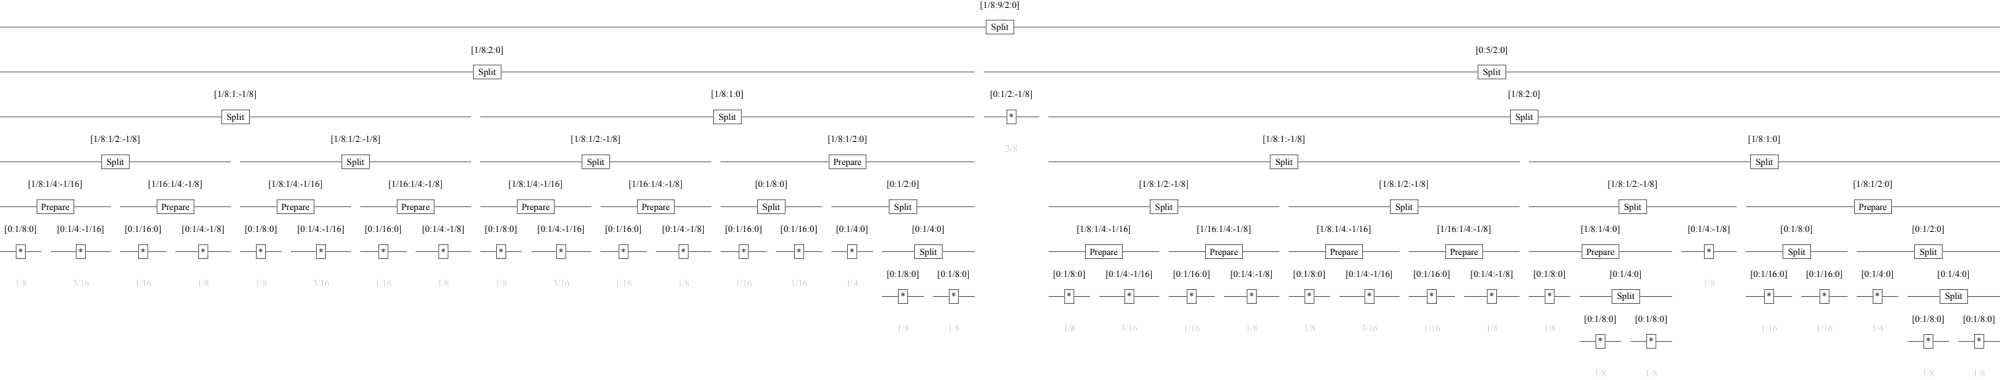 [1/8:9/2:0]
Split
[1/8:2:0] [0:5/2:0]
Split Split
[1/8:1:-1/8] [1/8:1:0] [0:1/2:-1/8] [1/8:2:0]
Split Split * Split
[1/8:1/2:-1/8] [1/8:1/2:-1/8] [1/8:1/2:-1/8] [1/8:1/2:0] 3/8 [1/8:1:-1/8] [1/8:1:0]
Split Split Split Prepare Split Split
[1/8:1/4:-1/16] [1/16:1/4:-1/8] [1/8:1/4:-1/16] [1/16:1/4:-1/8] [1/8:1/4:-1/16] [1/16:1/4:-1/8] [0:1/8:0] [0:1/2:0] [1/8:1/2:-1/8] [1/8:1/2:-1/8] [1/8:1/2:-1/8] [1/8:1/2:0]
Prepare Prepare Prepare Prepare Prepare Prepare Split Split Split Split Split Prepare
[0:1/8:0] [0:1/4:-1/16] [0:1/16:0] [0:1/4:-1/8] [0:1/8:0] [0:1/4:-1/16] [0:1/16:0] [0:1/4:-1/8] [0:1/8:0] [0:1/4:-1/16] [0:1/16:0] [0:1/4:-1/8] [0:1/16:0] [0:1/16:0] [0:1/4:0] [0:1/4:0] [1/8:1/4:-1/16] [1/16:1/4:-1/8] [1/8:1/4:-1/16] [1/16:1/4:-1/8] [1/8:1/4:0] [0:1/4:-1/8] [0:1/8:0] [0:1/2:0]
* * * * * * * * * * * * * * * Split Prepare Prepare Prepare Prepare Prepare * Split Split
1/8 3/16 1/16 1/8 1/8 3/16 1/16 1/8 1/8 3/16 1/16 1/8 1/16 1/16 1/4 [0:1/8:0] [0:1/8:0] [0:1/8:0] [0:1/4:-1/16] [0:1/16:0] [0:1/4:-1/8] [0:1/8:0] [0:1/4:-1/16] [0:1/16:0] [0:1/4:-1/8] [0:1/8:0] [0:1/4:0] 1/8 [0:1/16:0] [0:1/16:0] [0:1/4:0] [0:1/4:0]
* * * * * * * * * * * Split * * * Split
1/8 1/8 1/8 3/16 1/16 1/8 1/8 3/16 1/16 1/8 1/8 [0:1/8:0] [0:1/8:0] 1/16 1/16 1/4 [0:1/8:0] [0:1/8:0]
* * * *
1/8 1/8 1/8 1/8